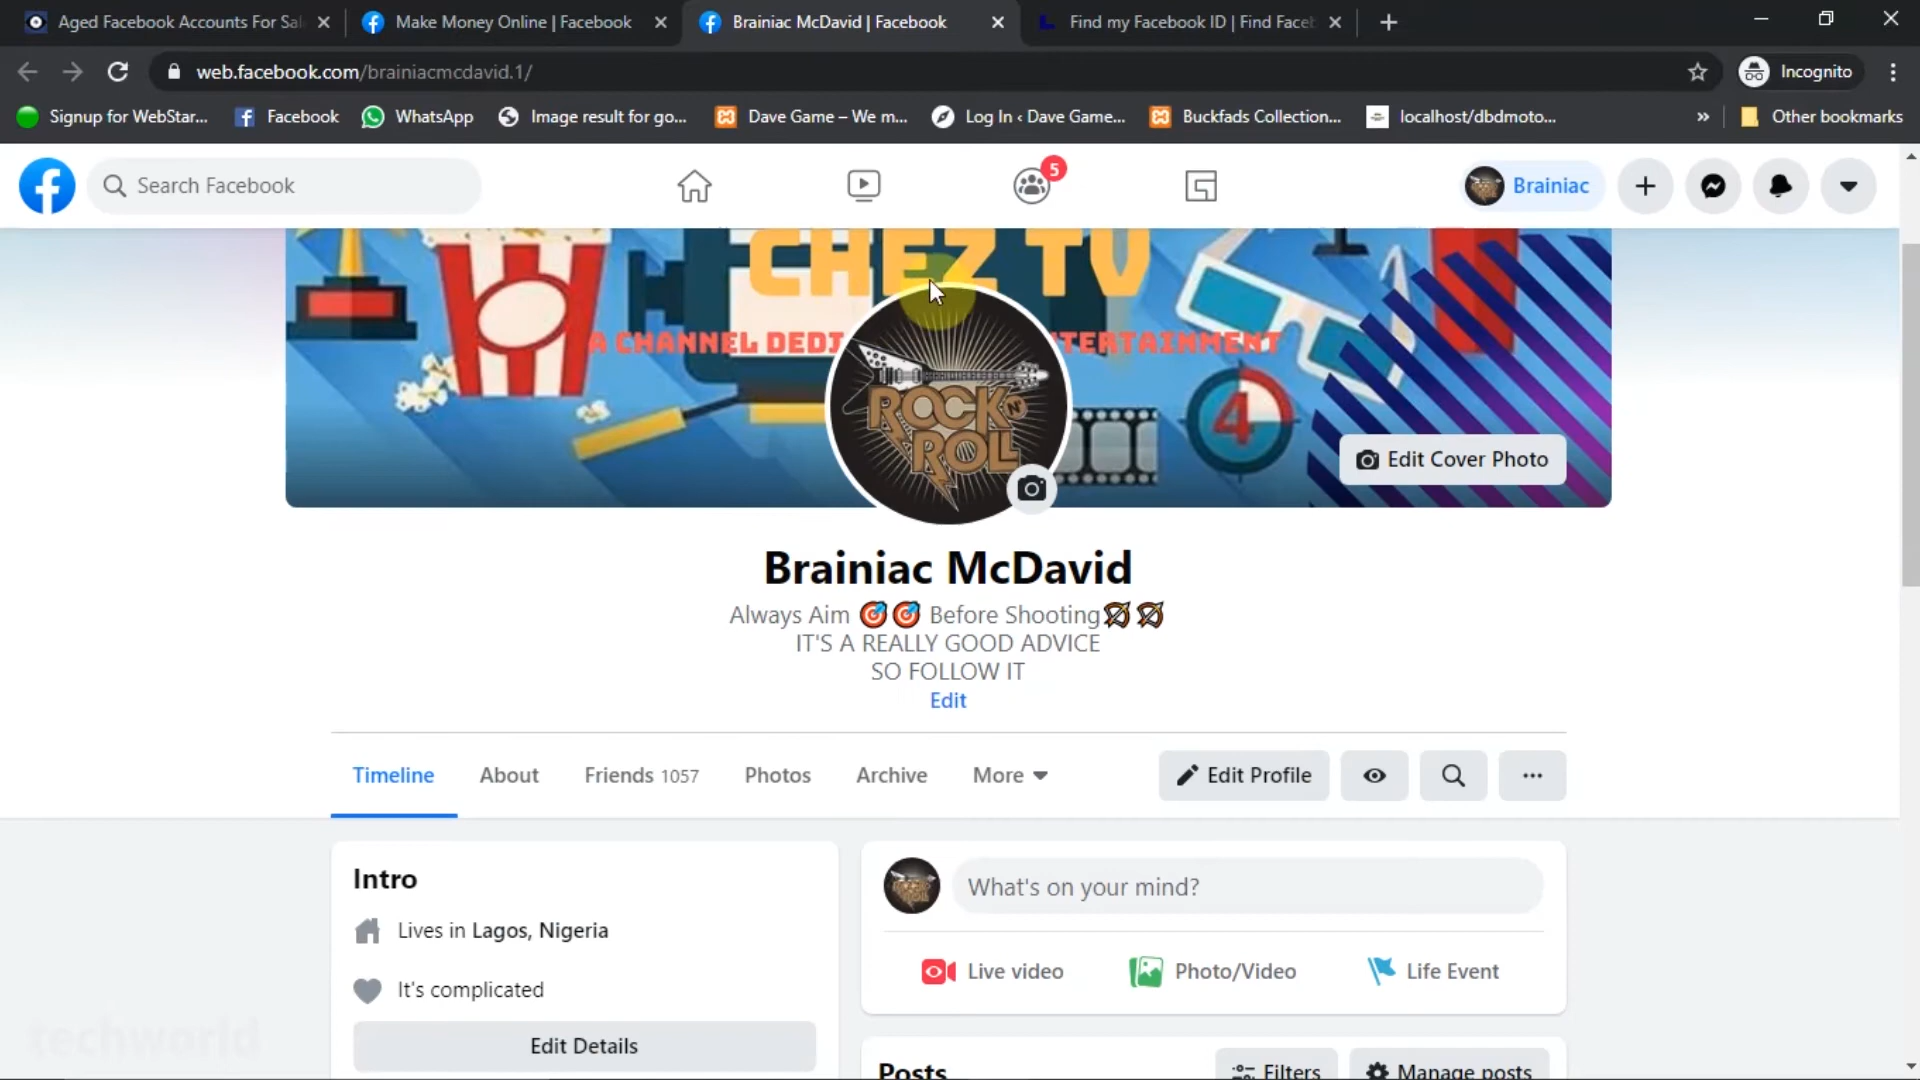 Aged Facebook Accounts For Sal
Make Money Online | Facebook
Brainiac McDavid | Facebook
Find my Facebook ID | Find Faceb
web.facebook.com/brainiacmcdavid.1/
Incognito
Signup for WebStar...
Facebook
WhatsApp
Image result for go...
Dave Game – We m...
Log In ‹ Dave Game...
Buckfads Collection...
localhost/dbdmoto...
»
Other bookmarks
Search Facebook
5
Brainiac
CHEZ TV
A CHANNEL DEDI
TERTAINMENT
4
ROCK N'
ROLL
Edit Cover Photo
Brainiac McDavid
Always Aim 🎯🎯 Before Shooting🏹🏹
IT'S A REALLY GOOD ADVICE
SO FOLLOW IT
Edit
Timeline
About
Friends 1057
Photos
Archive
More
Edit Profile
Intro
Lives in Lagos, Nigeria
It's complicated
Edit Details
What's on your mind?
Live video
Photo/Video
Life Event
Posts
Filters
Manage posts
techworld